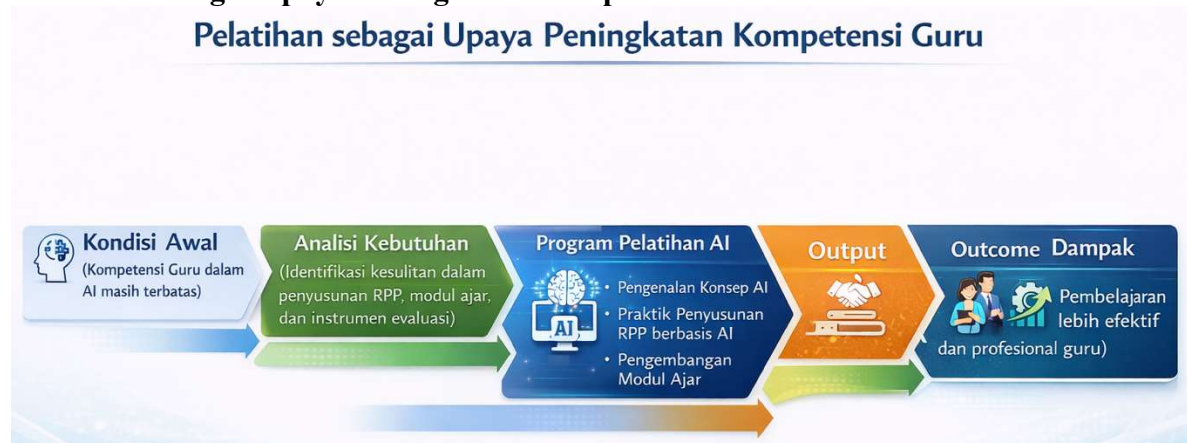 Pelatihan sebagai Upaya Peningkatan Kompetensi Guru
Kondisi Awal
(Kompetensi Guru dalam
AI masih terbatas)
Analisi Kebutuhan
(Identifikasi kesulitan dalam
penyusunan RPP, modul ajar,
dan instrumen evaluasi)
Program Pelatihan AI
AI
• Pengenalan Konsep AI
• Praktik Penyusunan
RPP berbasis AI
• Pengembangan
Modul Ajar
Output
Outcome Dampak
Pembelajaran
lebih efektif
dan profesional guru)